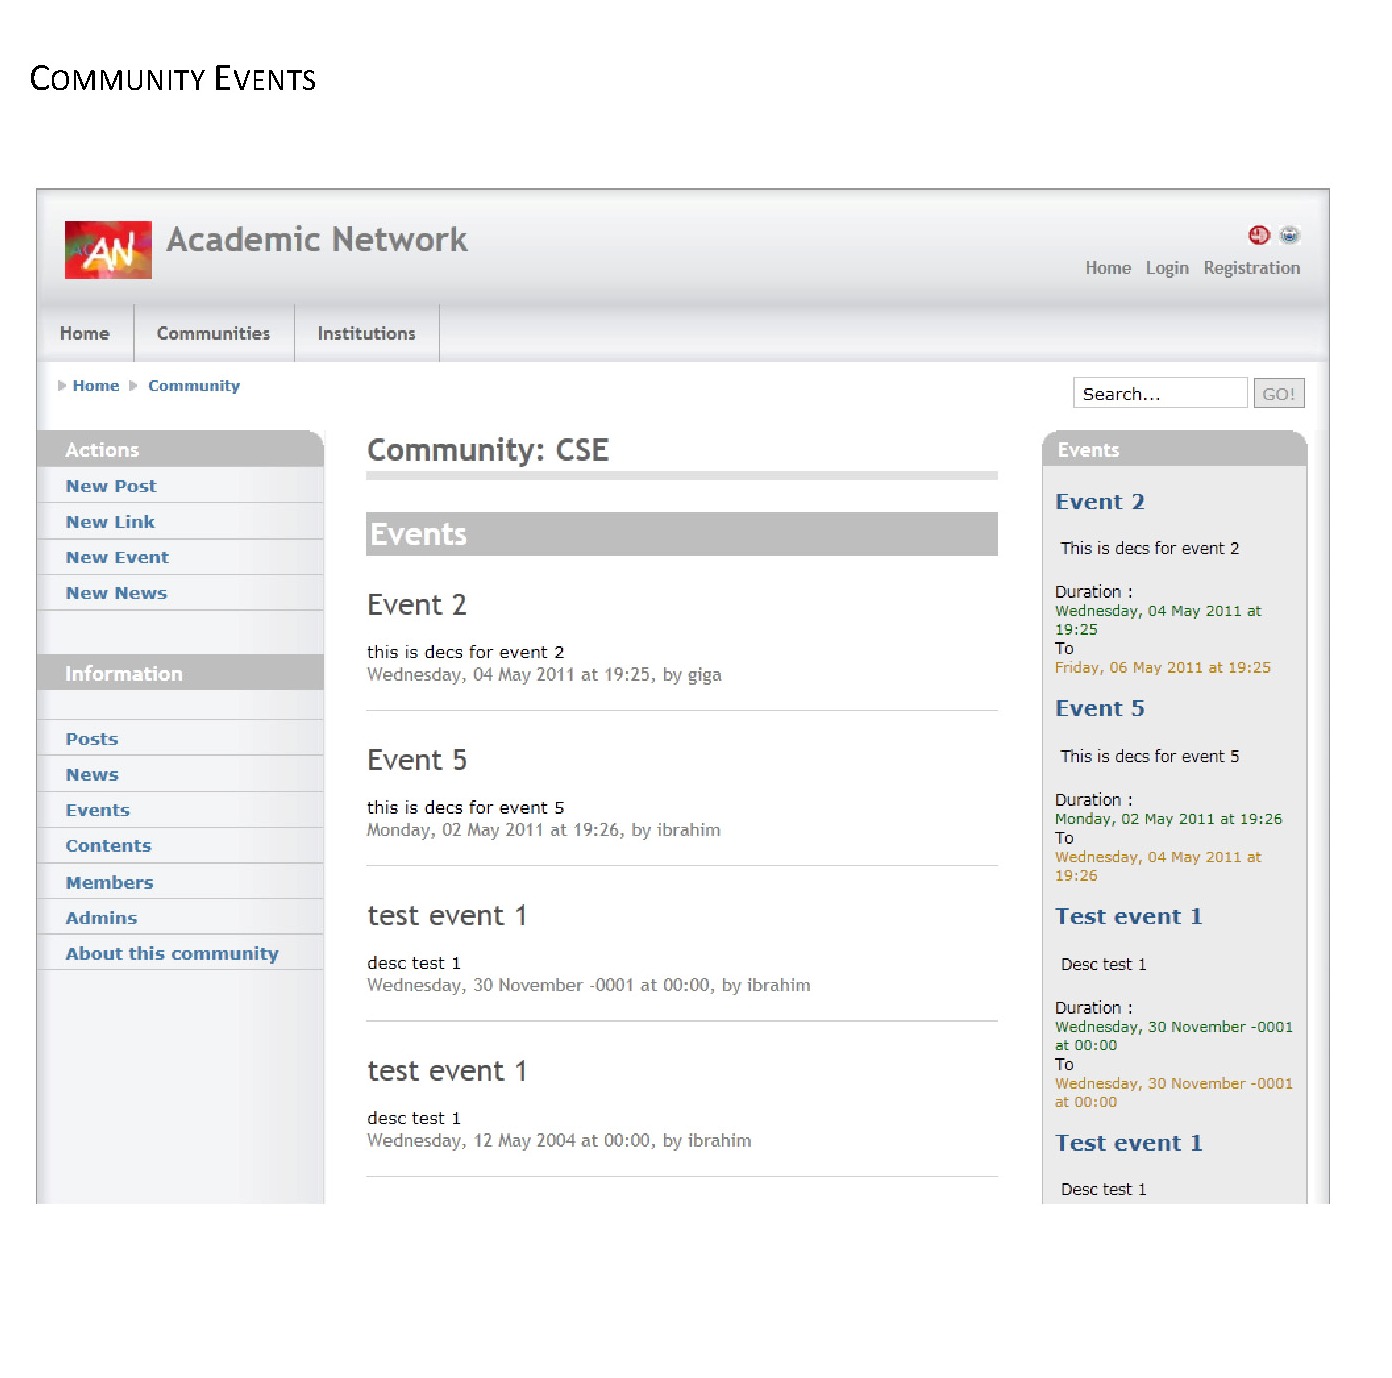 COMMUNITY EVENTS
AN
Academic Network
Home Login Registration
Home Communities Institutions
Home Community
Search... GO!
Actions
New Post
New Link
New Event
New News
Information
Posts
News
Events
Contents
Members
Admins
About this community
Community: CSE
Events
Event 2
this is decs for event 2
Wednesday, 04 May 2011 at 19:25, by giga
Event 5
this is decs for event 5
Monday, 02 May 2011 at 19:26, by ibrahim
test event 1
desc test 1
Wednesday, 30 November -0001 at 00:00, by ibrahim
test event 1
desc test 1
Wednesday, 12 May 2004 at 00:00, by ibrahim
Events
Event 2
This is decs for event 2
Duration :
Wednesday, 04 May 2011 at
19:25
To
Friday, 06 May 2011 at 19:25
Event 5
This is decs for event 5
Duration :
Monday, 02 May 2011 at 19:26
To
Wednesday, 04 May 2011 at
19:26
Test event 1
Desc test 1
Duration :
Wednesday, 30 November -0001
at 00:00
To
Wednesday, 30 November -0001
at 00:00
Test event 1
Desc test 1